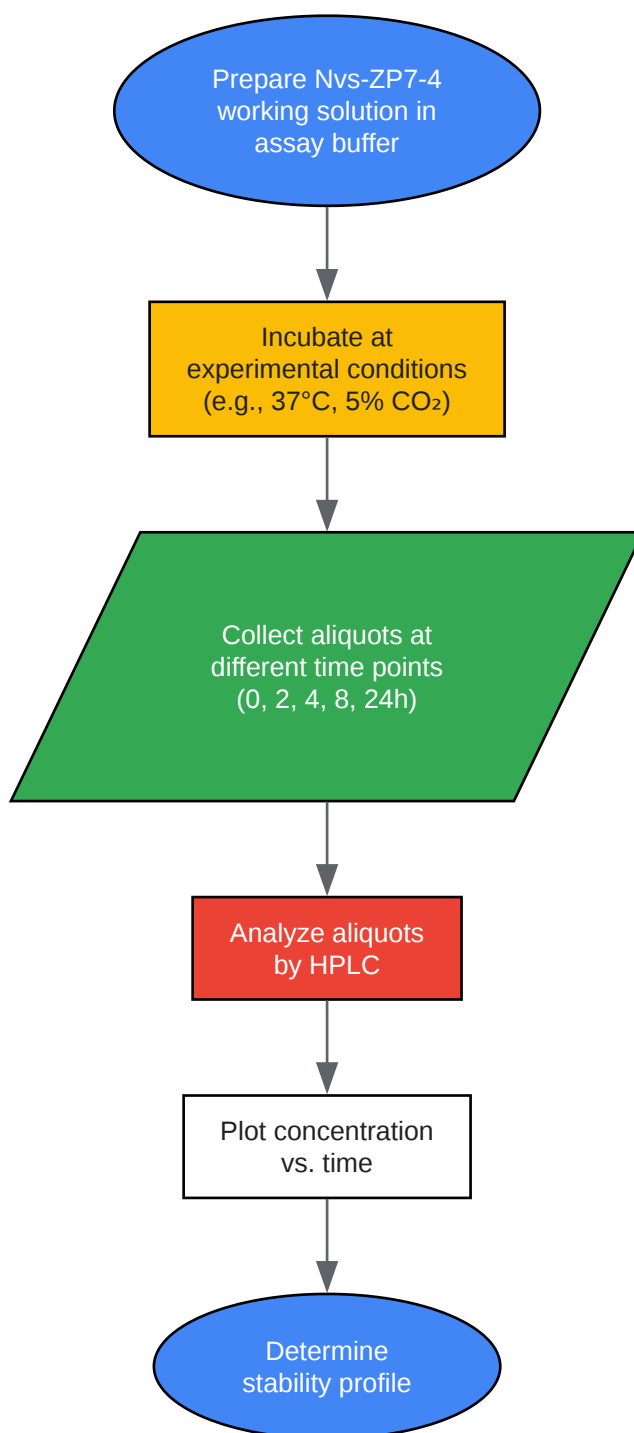 Prepare Nvs-ZP7-4
working solution in
assay buffer
Incubate at
experimental conditions
(e.g., 37°C, 5% CO₂)
Collect aliquots at
different time points
(0, 2, 4, 8, 24h)
Analyze aliquots
by HPLC
Plot concentration
vs. time
Determine
stability profile